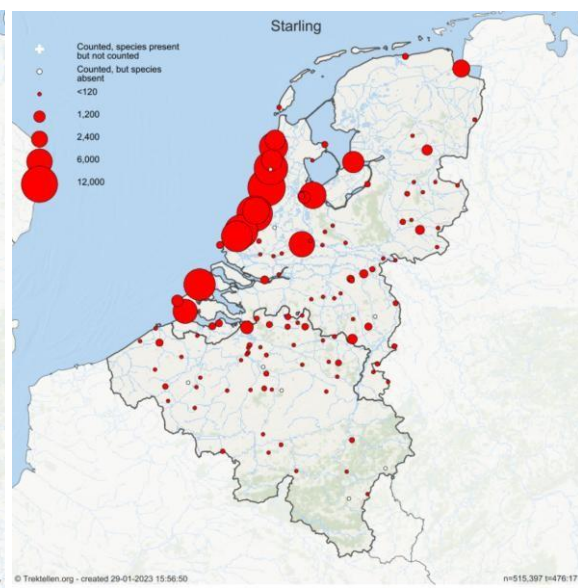 Starling
Counted, species present
but not counted
Counted, but species
absent
<120
1,200
2,400
6,000
12,000
© Trektellen.org - created 29-01-2023 15:56:50
n=515,397 t=476:17